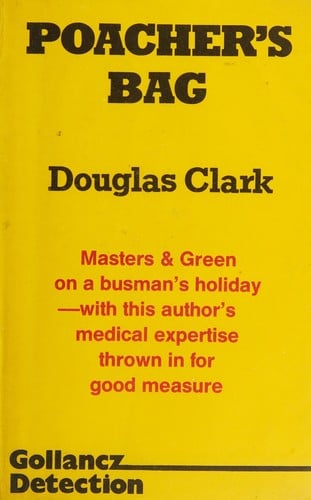 POACHER'S
BAG
Douglas Clark
Masters & Green
on a busman's holiday
—with this author's
medical expertise
thrown in for
good measure
Gollancz
Detection